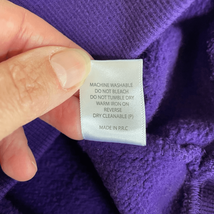 MACHINE WASHABLE
DO NOT BLEACH
DO NOT TUMBLE DRY
WARM IRON ON
REVERSE
DRY CLEANABLE (P)
MADE IN P.R.C